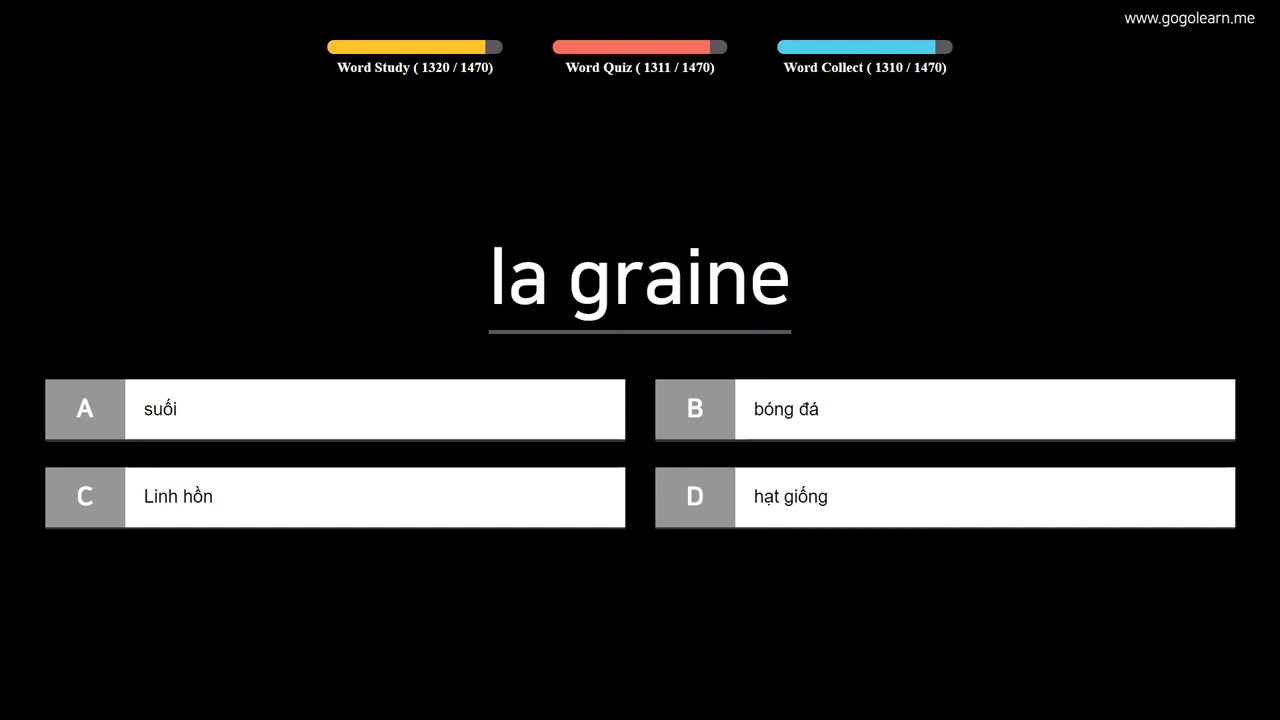 www.gogolearn.me
Word Study ( 1320 / 1470)
Word Quiz ( 1311 / 1470)
Word Collect ( 1310 / 1470)
la graine
A suối
B bóng đá
C Linh hồn
D hạt giống